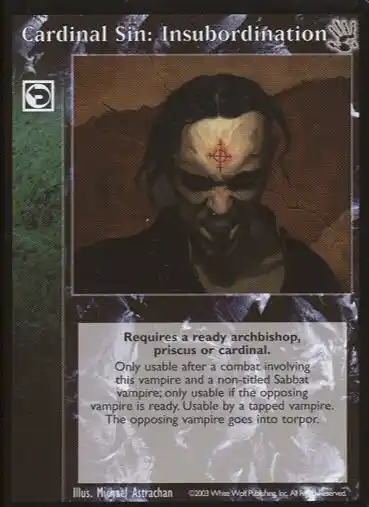 Cardinal Sin: Insubordination
Requires a ready archbishop,
priscus or cardinal.
Only usable after a combat involving
this vampire and a non-titled Sabbat
vampire; only usable if the opposing
vampire is ready. Usable by a tapped vampire.
The opposing vampire goes into torpor.
Illus. Michael Astrachan ©2003 White Wolf Publishing, Inc. All Rights Reserved.